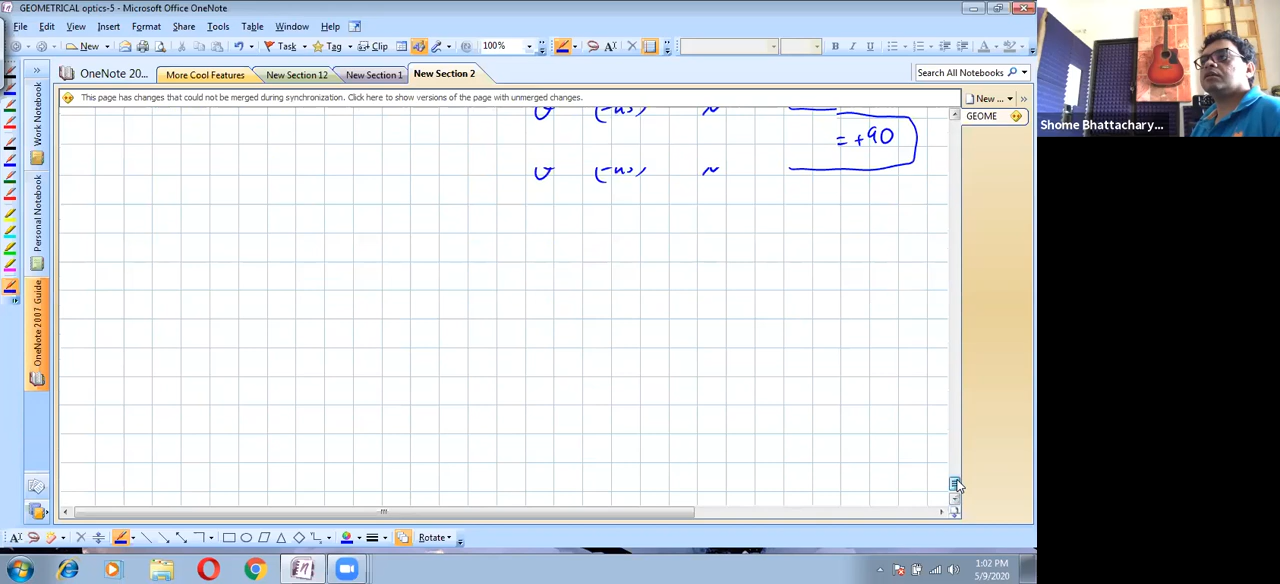 GEOMETRICAL optics-5 - Microsoft Office OneNote
File Edit View Insert Format Share Tools Table Window Help
New Task Tag Clip 100%
OneNote 20... More Cool Features New Section 12 New Section 1 New Section 2 Search All Notebooks
This page has changes that could not be merged during synchronization. Click here to show versions of the page with unmerged changes.
New ...
GEOME
Shome Bhattachary...
= +90
Work Notebook
Personal Notebook
OneNote 2007 Guide
Rotate
1:02 PM
5/9/2020